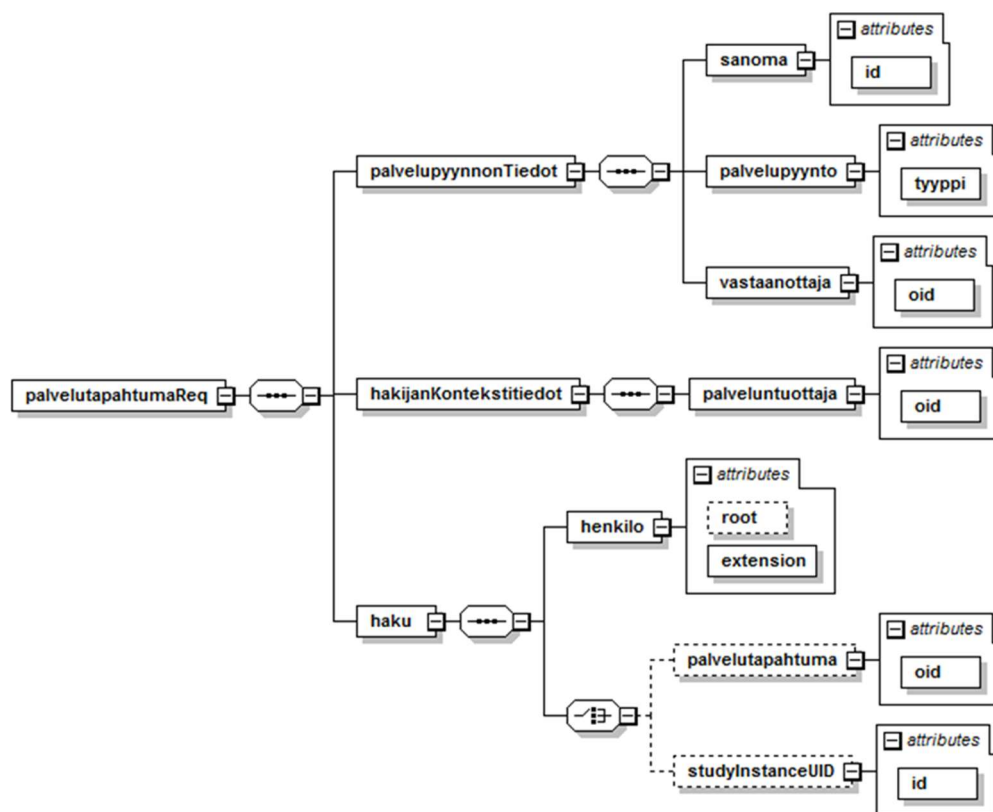 attributes
sanoma
id
attributes
palvelupyynnonTiedot
palvelupyynto
tyyppi
attributes
vastaanottaja
oid
attributes
palvelutapahtumaReq
hakijanKontekstitiedot
palveluntuottaja
oid
attributes
root
henkilo
extension
haku
attributes
palvelutapahtuma
oid
attributes
studyInstanceUID
id